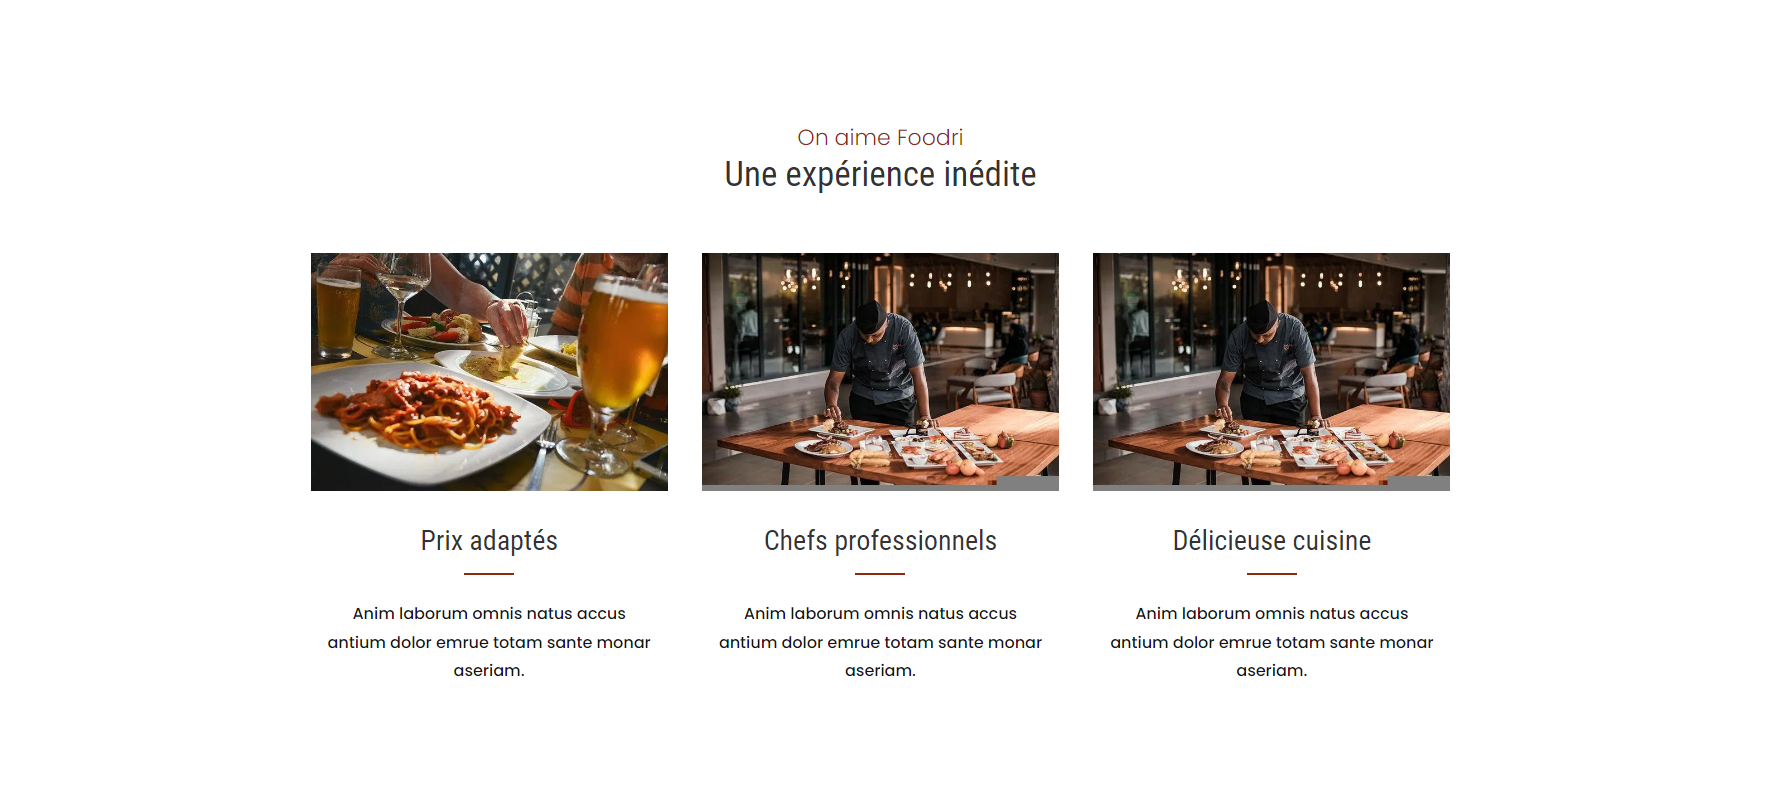 On aime Foodri
Une expérience inédite
Prix adaptés
Anim laborum omnis natus accus
antium dolor emrue totam sante monar
aseriam.
Chefs professionnels
Anim laborum omnis natus accus
antium dolor emrue totam sante monar
aseriam.
Délicieuse cuisine
Anim laborum omnis natus accus
antium dolor emrue totam sante monar
aseriam.